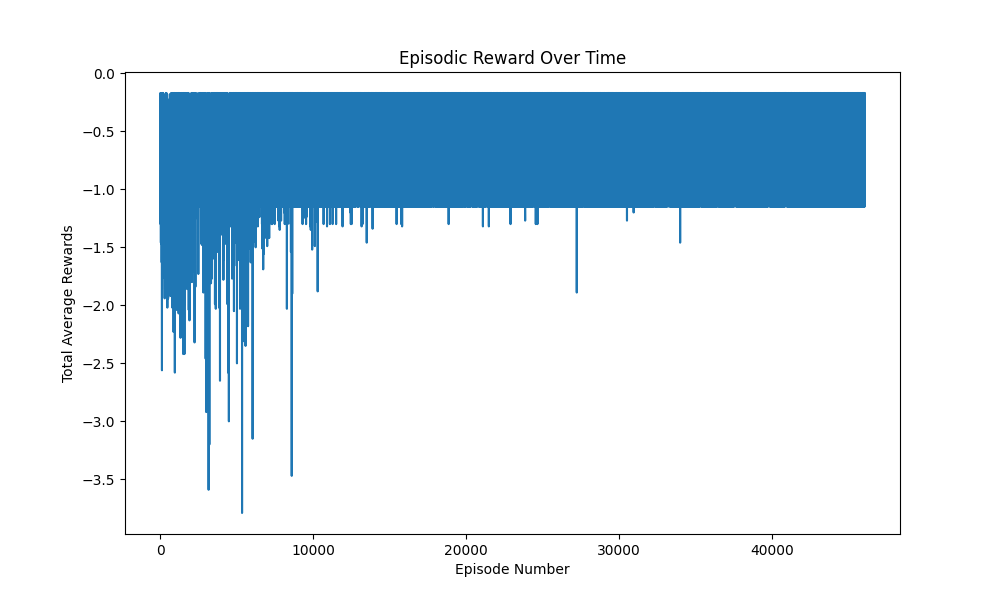 Episodic Reward Over Time
0.0
−0.5
−1.0
−1.5
−2.0
−2.5
−3.0
−3.5
Total Average Rewards
0 10000 20000 30000 40000
Episode Number